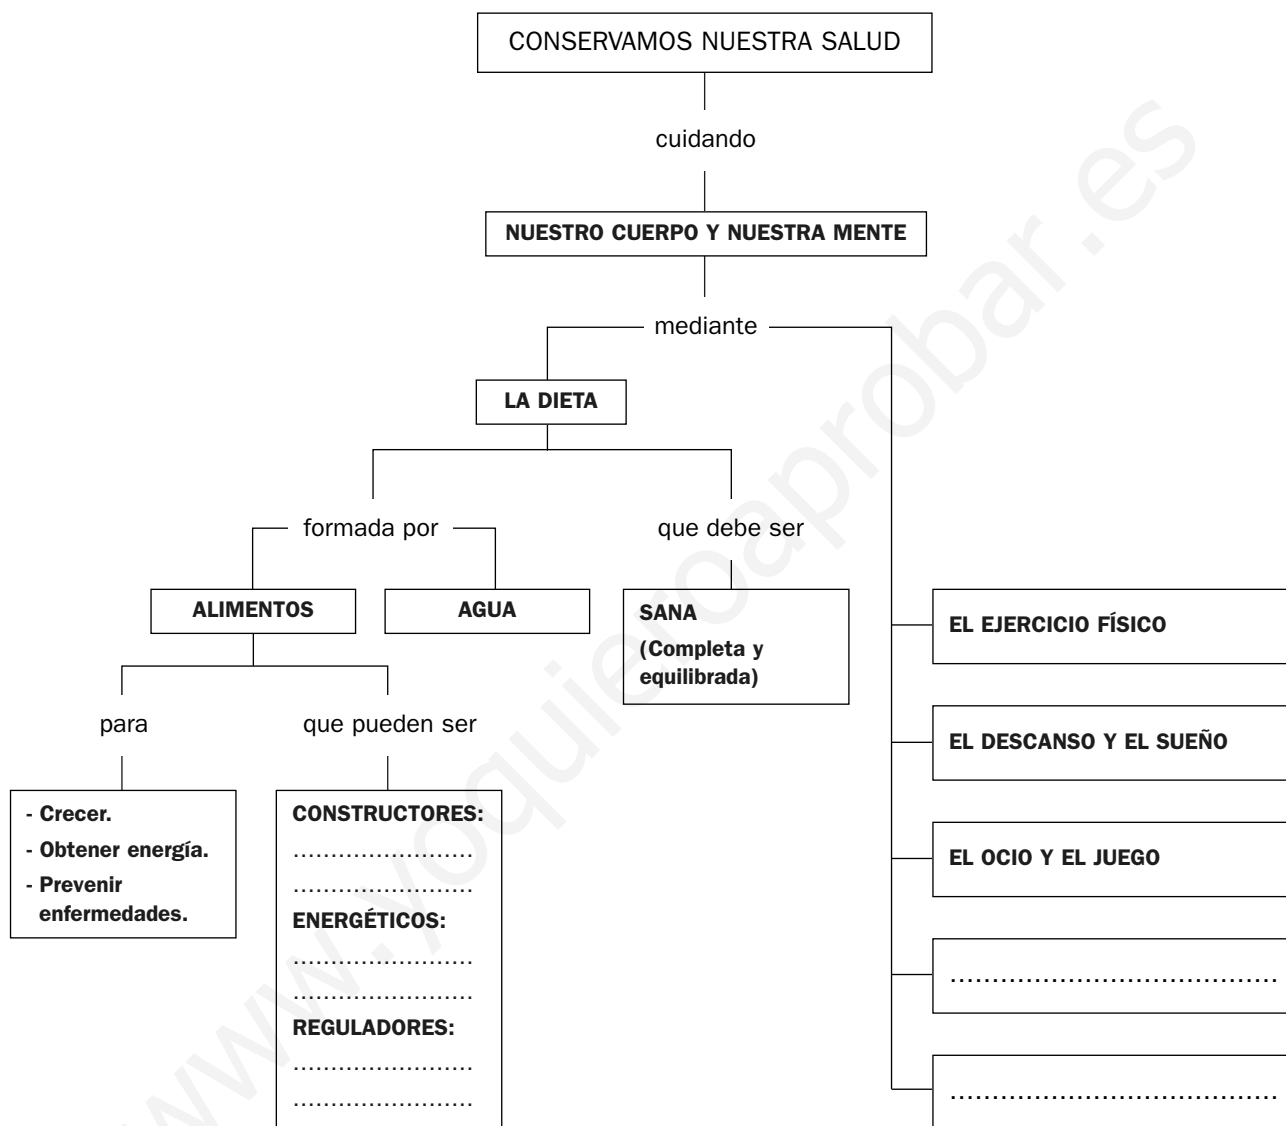 CONSERVAMOS NUESTRA SALUD
cuidando
NUESTRO CUERPO Y NUESTRA MENTE
mediante
LA DIETA
formada por
que debe ser
ALIMENTOS
AGUA
SANA
(Completa y
equilibrada)
para
que pueden ser
- Crecer.
- Obtener energía.
- Prevenir
enfermedades.
CONSTRUCTORES:
........................
........................
ENERGÉTICOS:
........................
........................
REGULADORES:
........................
........................
EL EJERCICIO FÍSICO
EL DESCANSO Y EL SUEÑO
EL OCIO Y EL JUEGO
......................................
......................................
www.yoquieroaprobar.es